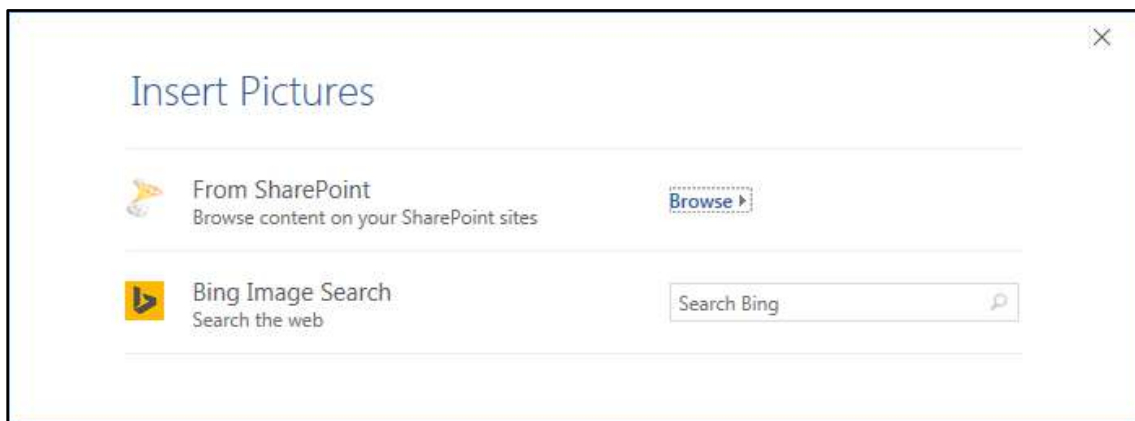 Insert Pictures
From SharePoint
Browse content on your SharePoint sites
Browse
Bing Image Search
Search the web
Search Bing